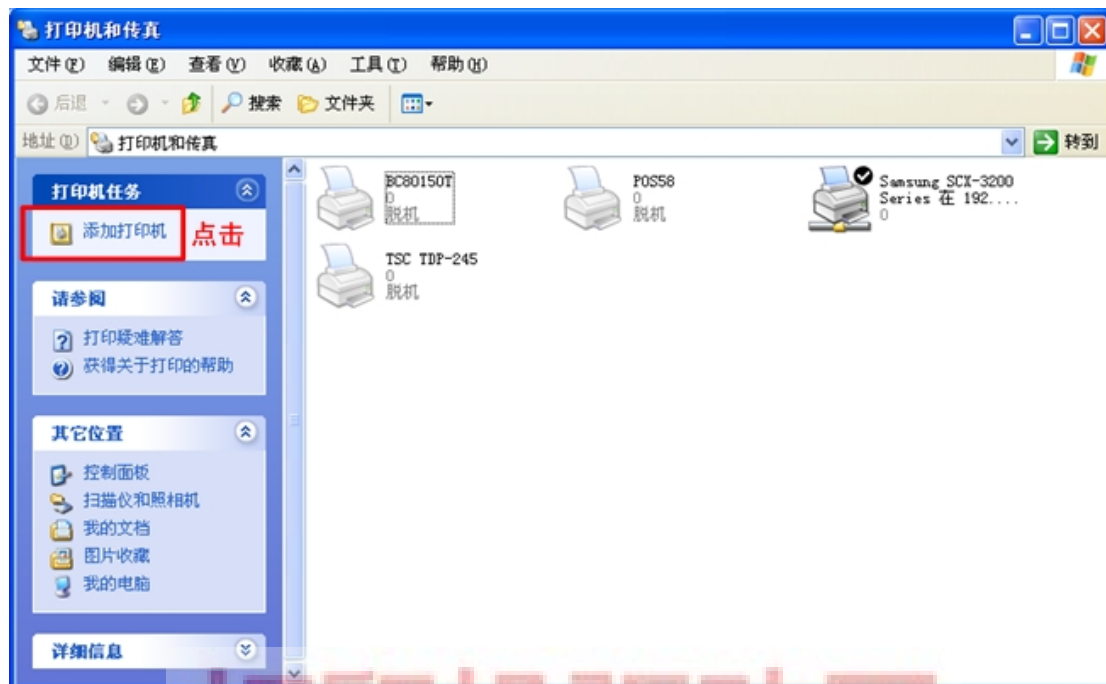 打印机和传真
文件(F) 编辑(E) 查看(V) 收藏(A) 工具(T) 帮助(H)
后退 搜索 文件夹
地址(D) 打印机和传真 转到
打印机任务
添加打印机 点击
请参阅
打印疑难解答
获得关于打印的帮助
其它位置
控制面板
扫描仪和照相机
我的文档
图片收藏
我的电脑
详细信息
BC80150T
0
脱机
POS58
0
脱机
Samsung SCX-3200
Series 在 192....
0
TSC TDP-245
0
脱机